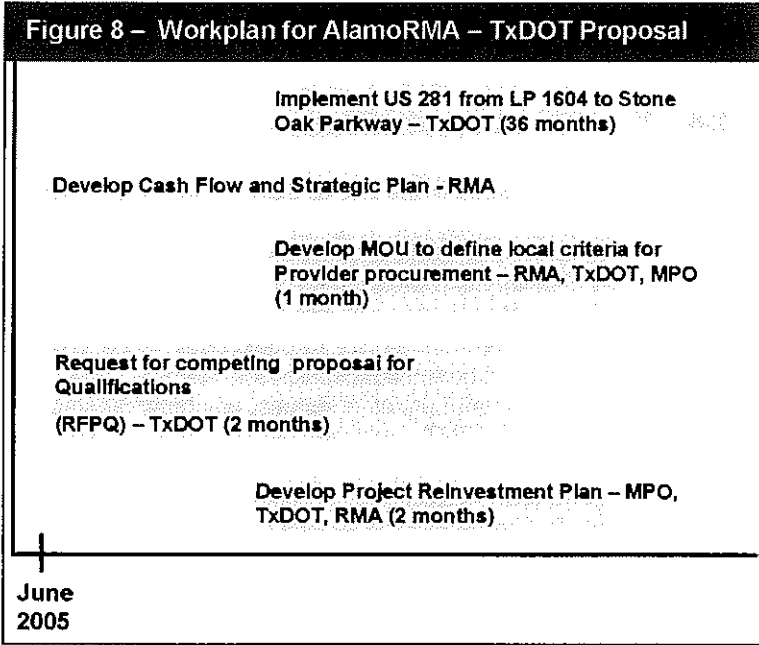 Figure 8 – Workplan for AlamoRMA – TxDOT Proposal
Implement US 281 from LP 1604 to Stone
Oak Parkway – TxDOT (36 months)
Develop Cash Flow and Strategic Plan - RMA
Develop MOU to define local criteria for
Provider procurement – RMA, TxDOT, MPO
(1 month)
Request for competing proposal for
Qualifications
(RFPQ) – TxDOT (2 months)
Develop Project Reinvestment Plan – MPO,
TxDOT, RMA (2 months)
June
2005